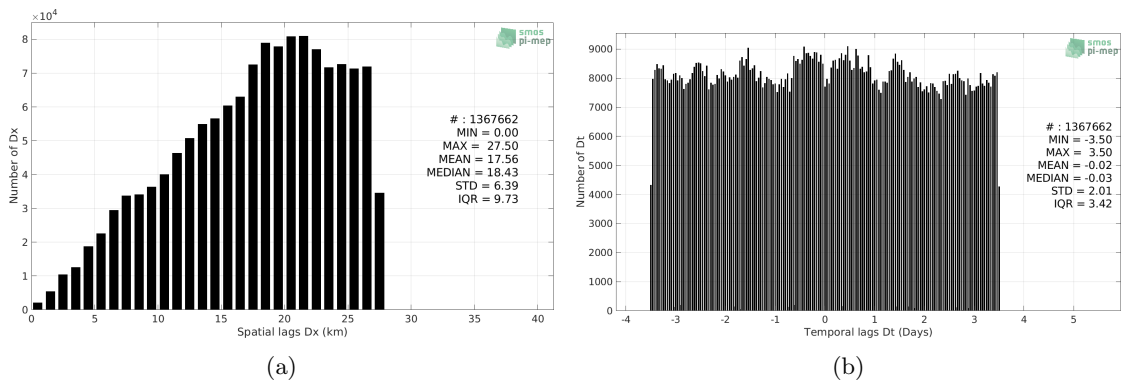 ×10⁴
8
7
6
5
4
3
2
1
0
Number of Dx
smos
pi-mep
# : 1367662
MIN = 0.00
MAX = 27.50
MEAN = 17.56
MEDIAN = 18.43
STD = 6.39
IQR = 9.73
0 5 10 15 20 25 30 35 40
Spatial lags Dx (km)
(a)
9000
8000
7000
6000
5000
4000
3000
2000
1000
0
Number of Dt
smos
pi-mep
# : 1367662
MIN = -3.50
MAX = 3.50
MEAN = -0.02
MEDIAN = -0.03
STD = 2.01
IQR = 3.42
-4 -3 -2 -1 0 1 2 3 4 5
Temporal lags Dt (Days)
(b)